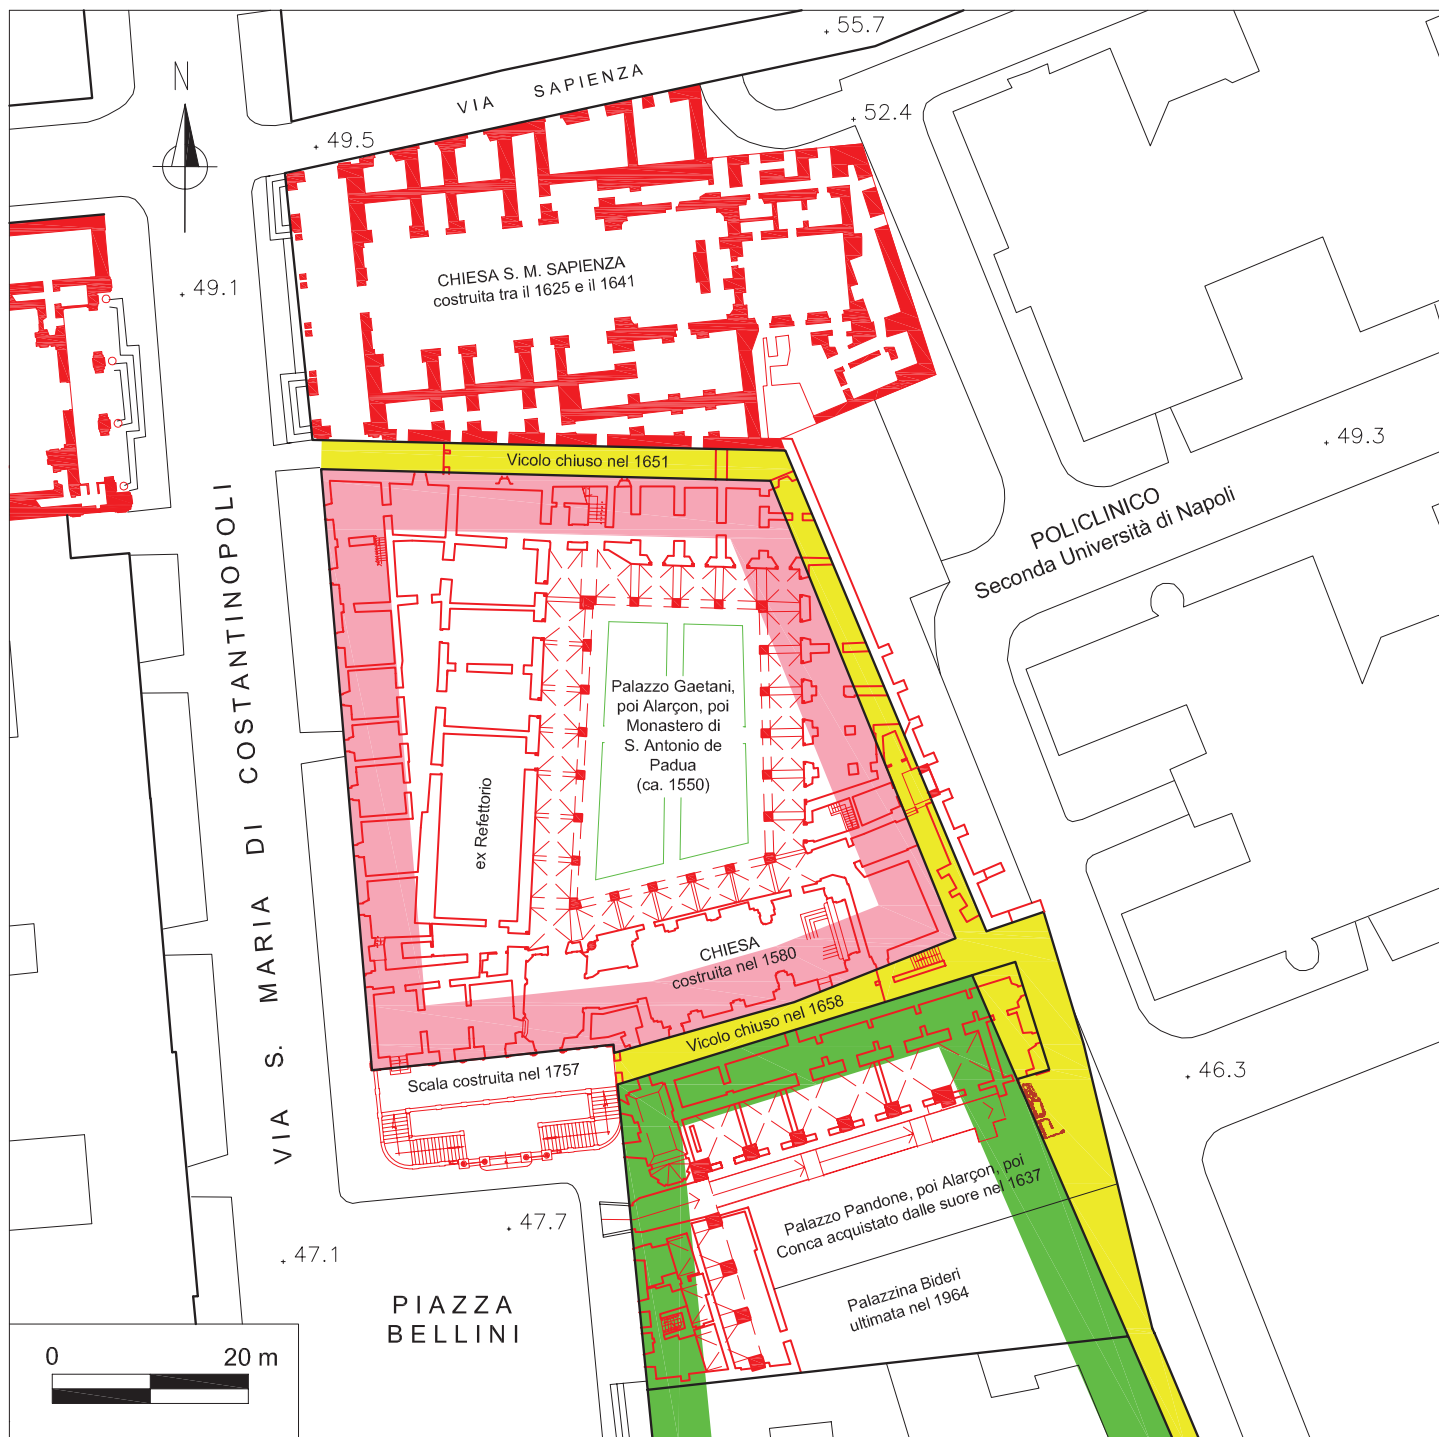 55.7
N
VIA SAPIENZA
52.4
49.5
CHIESA S. M. SAPIENZA
costruita tra il 1625 e il 1641
49.1
49.3
Vicolo chiuso nel 1651
POLICLINICO
Seconda Università di Napoli
VIA S. MARIA DI COSTANTINOPOLI
Palazzo Gaetani,
poi Alarçon, poi
Monastero di
S. Antonio de
Padua
(ca. 1550)
ex Refettorio
CHIESA
costruita nel 1580
Vicolo chiuso nel 1658
Scala costruita nel 1757
46.3
Palazzo Pandone, poi Alarçon, poi
Conca acquistato dalle suore nel 1637
47.7
47.1
Palazzina Bideri
ultimata nel 1964
PIAZZA
BELLINI
0 20 m